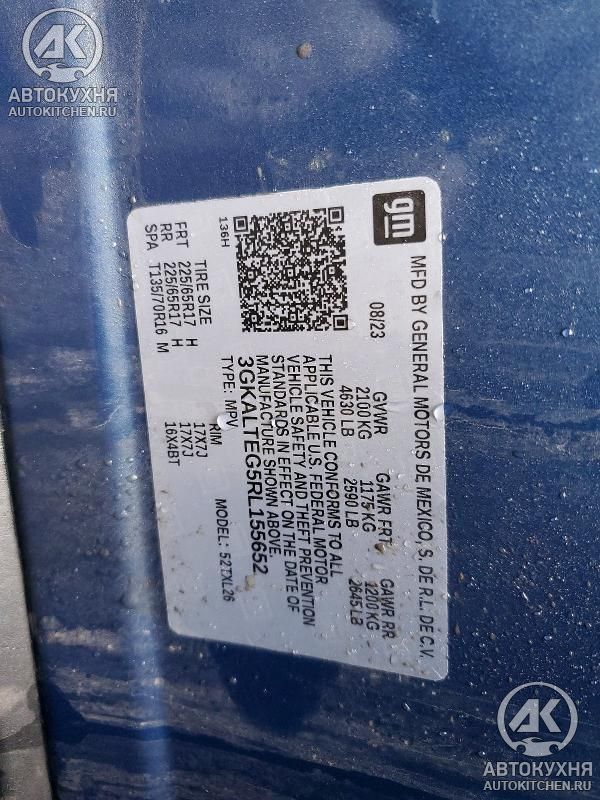 AK
АВТОКУХНЯ
AUTOKITCHEN.RU
gm
MFD BY GENERAL MOTORS DE MEXICO, S. DE R.L. DE C.V.
08/23
GVWR GAWR FRT GAWR RR
2100 KG 1175 KG 1200 KG
4630 LB 2590 LB 2645 LB
THIS VEHICLE CONFORMS TO ALL
APPLICABLE U.S. FEDERAL MOTOR
VEHICLE SAFETY AND THEFT PREVENTION
STANDARDS IN EFFECT ON THE DATE OF
MANUFACTURE SHOWN ABOVE.
3GKALTEG5RL155652
TYPE: MPV MODEL: 52TXL26
136H
TIRE SIZE RIM
FRT 225/65R17 H 17X7J
RR 225/65R17 H 17X7J
SPA T135/70R16 M 16X4BT
AK
АВТОКУХНЯ
AUTOKITCHEN.RU